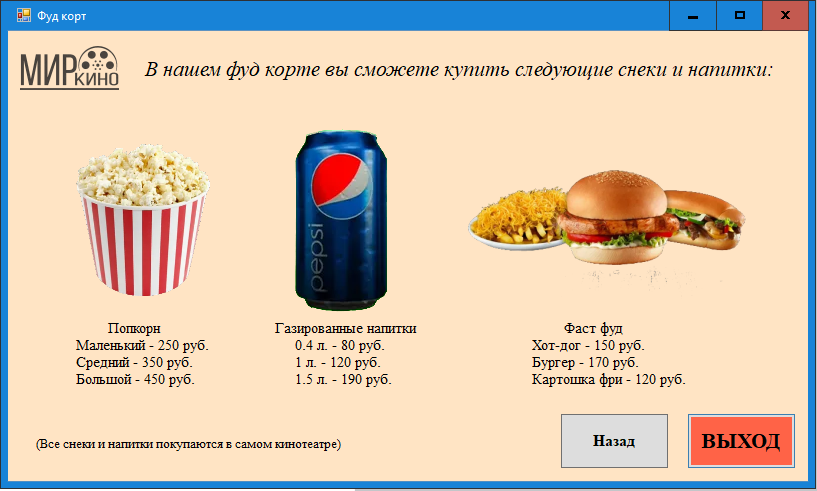 Фуд корт
МИР КИНО
В нашем фуд корте вы сможете купить следующие снеки и напитки:
pepsi
Попкорн
Маленький - 250 руб.
Средний - 350 руб.
Большой - 450 руб.
Газированные напитки
0.4 л. - 80 руб.
1 л. - 120 руб.
1.5 л. - 190 руб.
Фаст фуд
Хот-дог - 150 руб.
Бургер - 170 руб.
Картошка фри - 120 руб.
(Все снеки и напитки покупаются в самом кинотеатре)
Назад
ВЫХОД